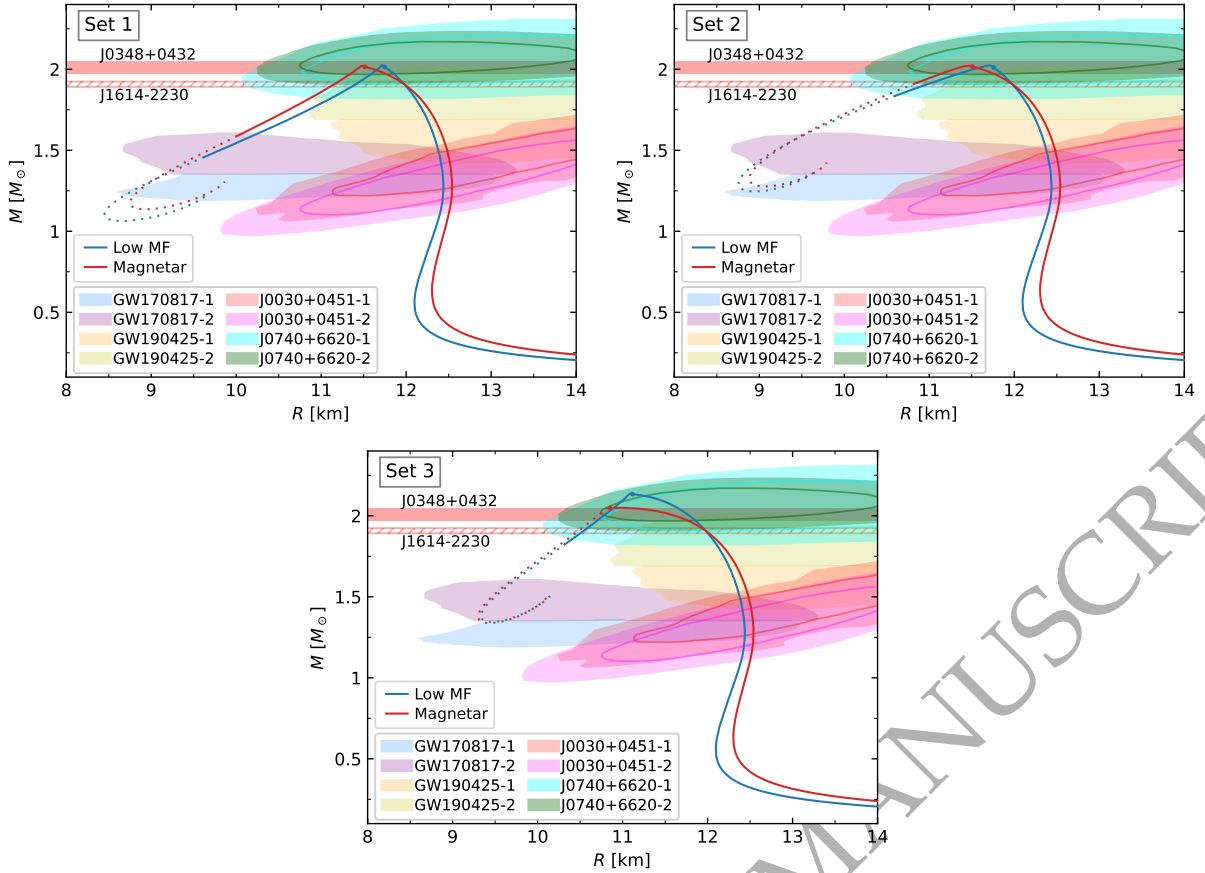 Set 1
J0348+0432
J1614-2230
Low MF
Magnetar
GW170817-1
GW170817-2
GW190425-1
GW190425-2
J0030+0451-1
J0030+0451-2
J0740+6620-1
J0740+6620-2
M [M⊙]
2
1.5
1
0.5
8 9 10 11 12 13 14
R [km]
Set 2
J0348+0432
J1614-2230
Low MF
Magnetar
GW170817-1
GW170817-2
GW190425-1
GW190425-2
J0030+0451-1
J0030+0451-2
J0740+6620-1
J0740+6620-2
M [M⊙]
2
1.5
1
0.5
8 9 10 11 12 13 14
R [km]
Set 3
J0348+0432
J1614-2230
Low MF
Magnetar
GW170817-1
GW170817-2
GW190425-1
GW190425-2
J0030+0451-1
J0030+0451-2
J0740+6620-1
J0740+6620-2
M [M⊙]
2
1.5
1
0.5
8 9 10 11 12 13 14
R [km]
MANUSCRI